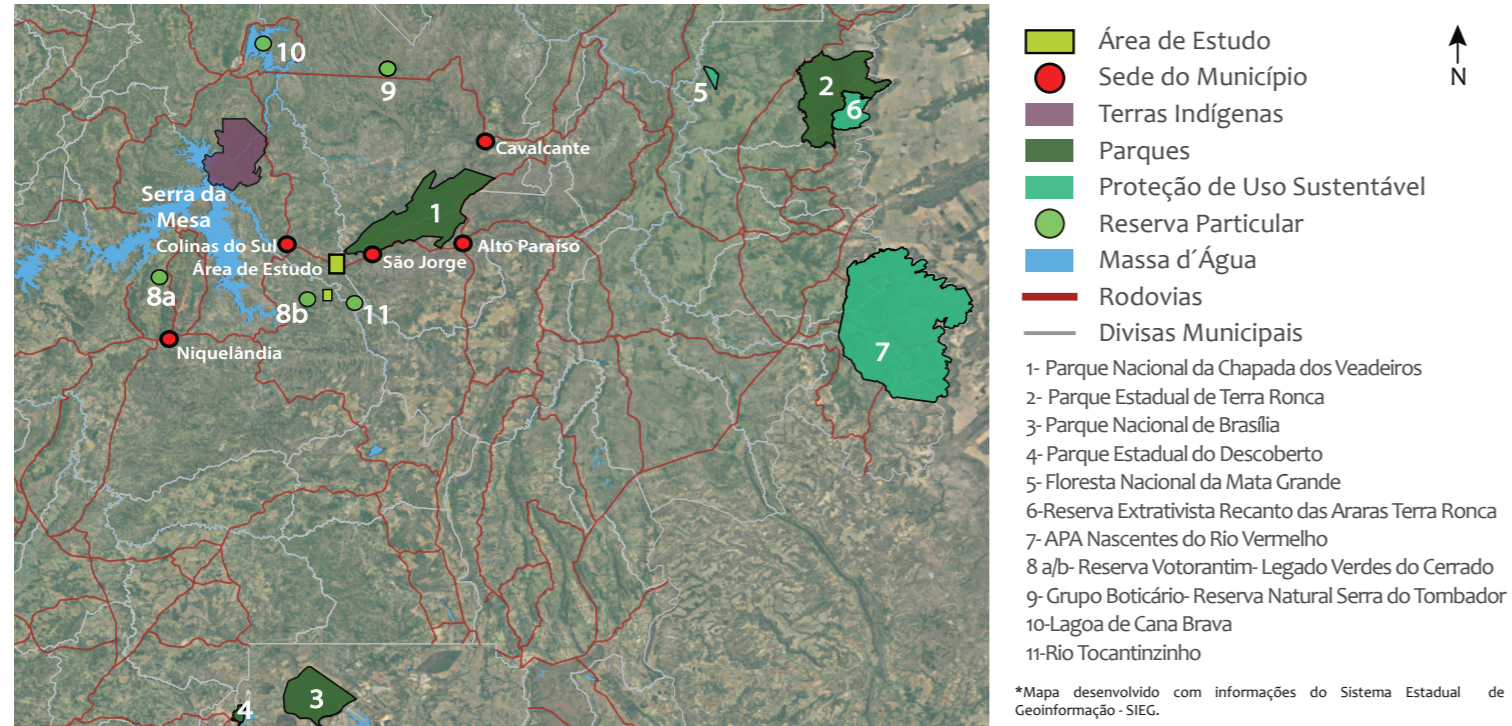 10
9
5
2
6
Cavalcante
Serra da
Mesa
1
Colinas do Sul
Alto Paraíso
Área de Estudo
São Jorge
8a
8b
11
Niquelândia
7
3
4
Área de Estudo
N
Sede do Município
Terras Indígenas
Parques
Proteção de Uso Sustentável
Reserva Particular
Massa d´Água
Rodovias
Divisas Municipais
1- Parque Nacional da Chapada dos Veadeiros
2- Parque Estadual de Terra Ronca
3- Parque Nacional de Brasília
4- Parque Estadual do Descoberto
5- Floresta Nacional da Mata Grande
6-Reserva Extrativista Recanto das Araras Terra Ronca
7- APA Nascentes do Rio Vermelho
8 a/b- Reserva Votorantim- Legado Verdes do Cerrado
9- Grupo Boticário- Reserva Natural Serra do Tombador
10-Lagoa de Cana Brava
11-Rio Tocantinzinho
*Mapa desenvolvido com informações do Sistema Estadual de
Geoinformação - SIEG.